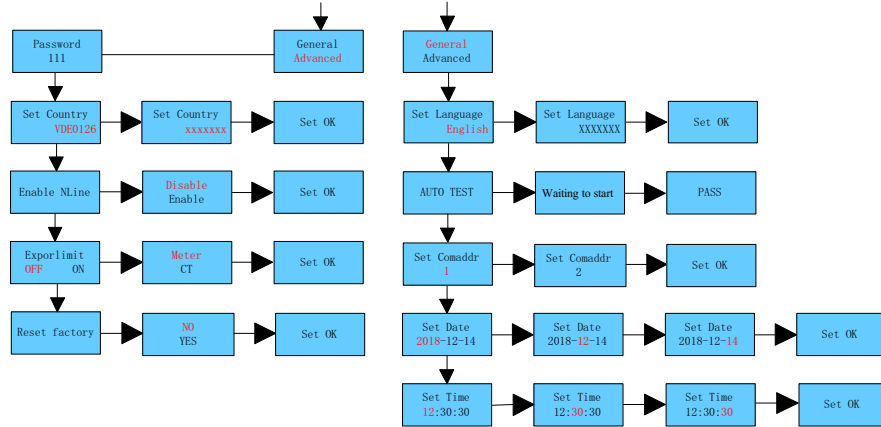 Password
111
General
Advanced
General
Advanced
Set Country
VDE0126
Set Country
xxxxxxx
Set OK
Set Language
English
Set Language
XXXXXXX
Set OK
Enable NLine
Disable
Enable
Set OK
AUTO TEST
Waiting to start
PASS
Exporlimit
OFF ON
Meter
CT
Set OK
Set Comaddr
1
Set Comaddr
2
Set OK
Reset factory
NO
YES
Set OK
Set Date
2018-12-14
Set Date
2018-12-14
Set Date
2018-12-14
Set OK
Set Time
12:30:30
Set Time
12:30:30
Set Time
12:30:30
Set OK